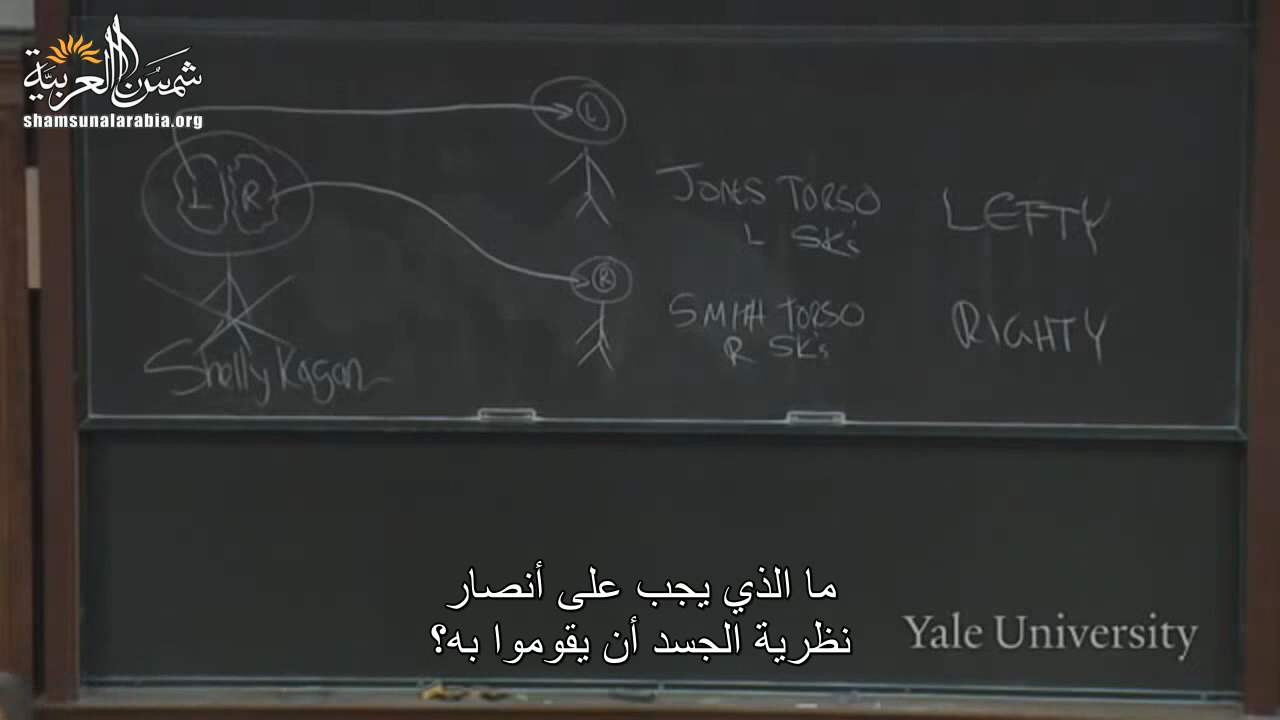 شمس العربية
shamsunalarabia.org
L
L R
R
JONES TORSO
L SK's
LEFTY
SMITH TORSO
R SK's
RIGHTY
Shelly Kagan
ما الذي يجب على أنصار
نظرية الجسد أن يقوموا به؟
Yale University